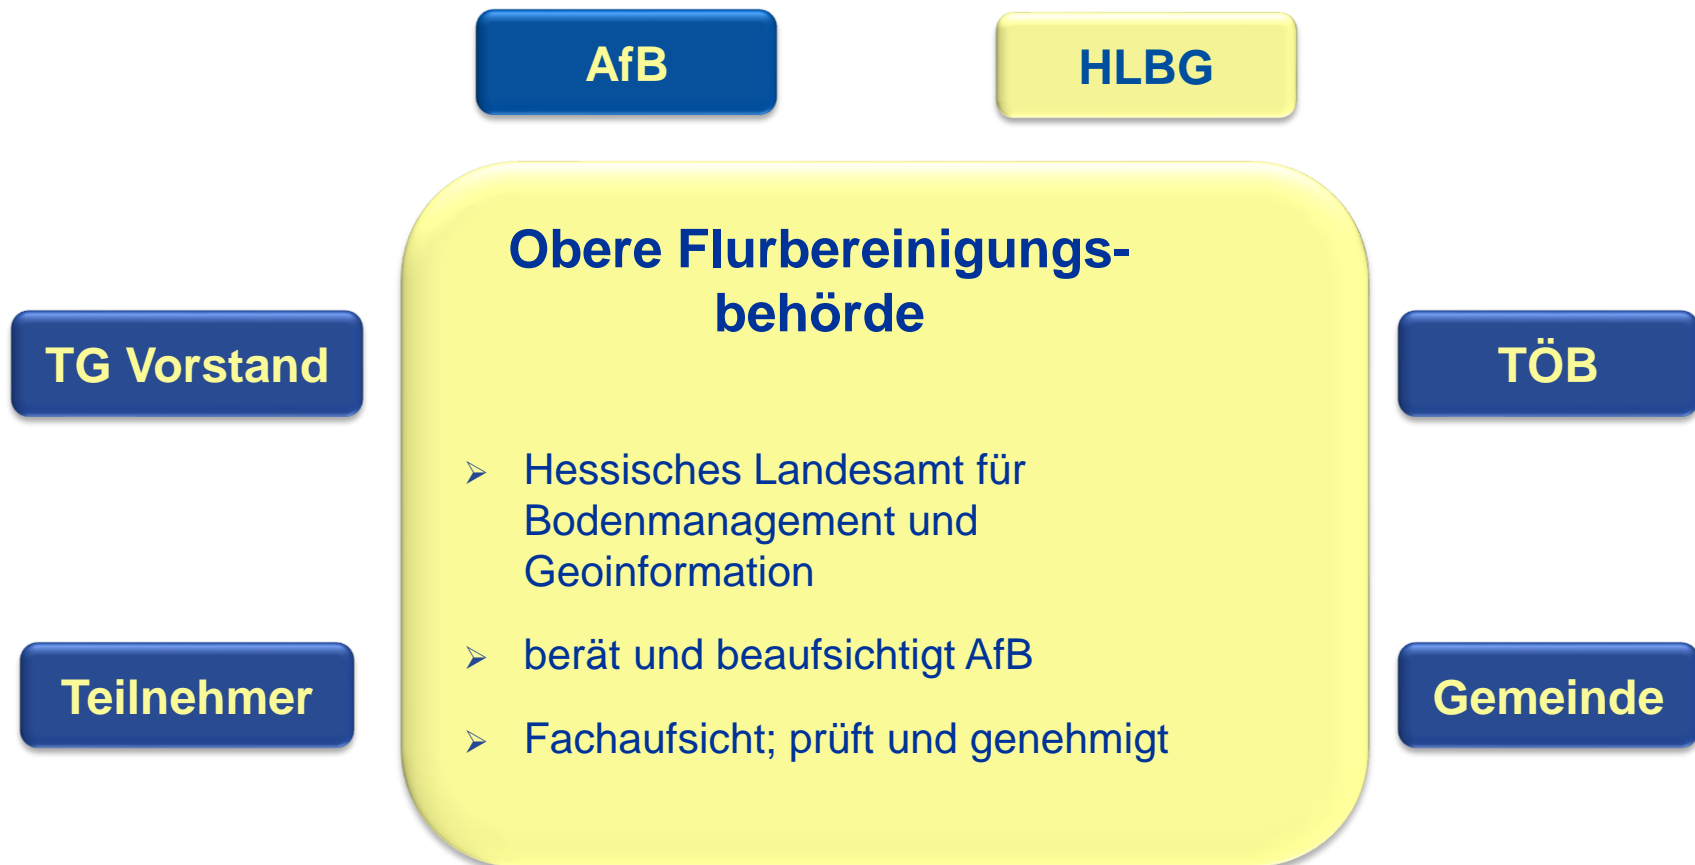 AfB
HLBG
Obere Flurbereinigungs-
behörde
TG Vorstand
TÖB
➢ Hessisches Landesamt für
Bodenmanagement und
Geoinformation
➢ berät und beaufsichtigt AfB
Teilnehmer
Gemeinde
➢ Fachaufsicht; prüft und genehmigt